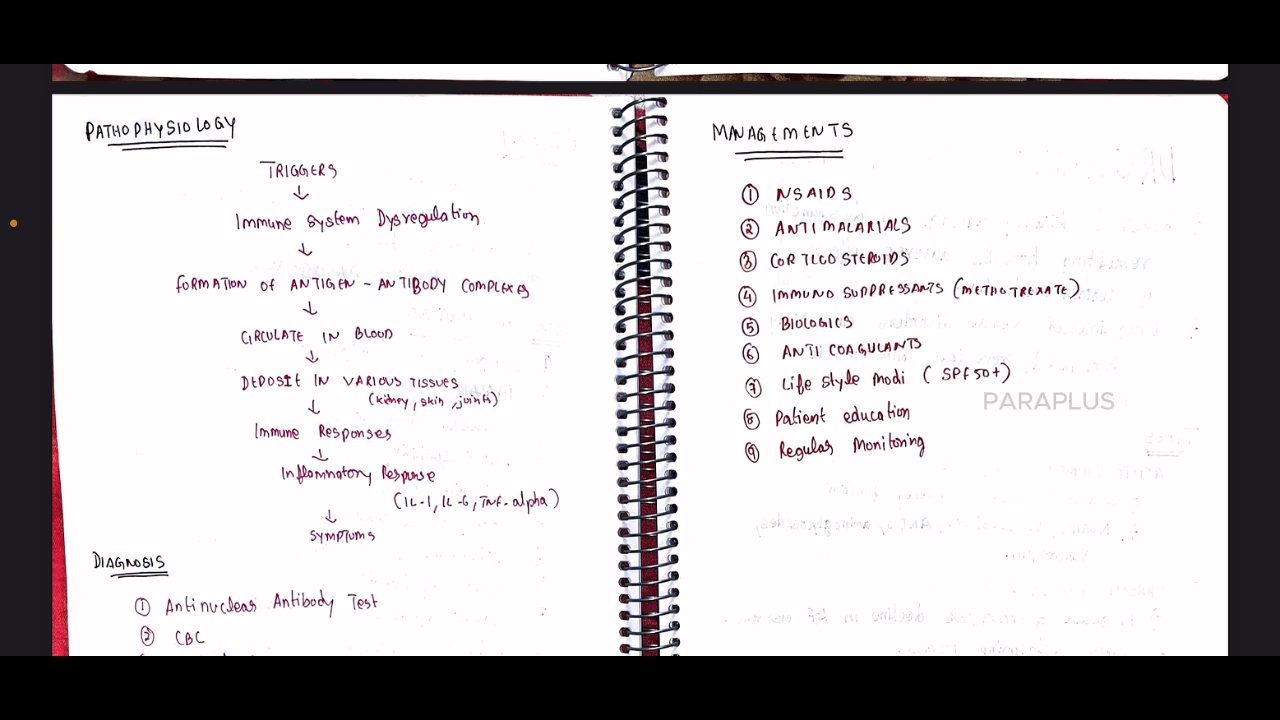 PATHOPHYSIOLOGY
TRIGGERS
↓
Immune System Dysregulation
↓
FORMATION OF ANTIGEN - ANTIBODY COMPLEXES
↓
CIRCULATE IN BLOOD
↓
DEPOSIT IN VARIOUS TISSUES
(kidney, skin, joints)
↓
Immune Responses
↓
Inflammatory Response
(IL-1, IL-6, TNF-alpha)
↓
SYMPTOMS
DIAGNOSIS
① Antinuclear Antibody Test
② CBC
MANAGEMENTS
① NSAIDS
② ANTIMALARIALS
③ CORTICOSTEROIDS
④ IMMUNO SUPPRESSANTS (METHOTREXATE)
⑤ BIOLOGICS
⑥ ANTI COAGULANTS
⑦ Life style modi ( SPF 50+)
PARAPLUS
⑧ Patient education
⑨ Regular Monitoring